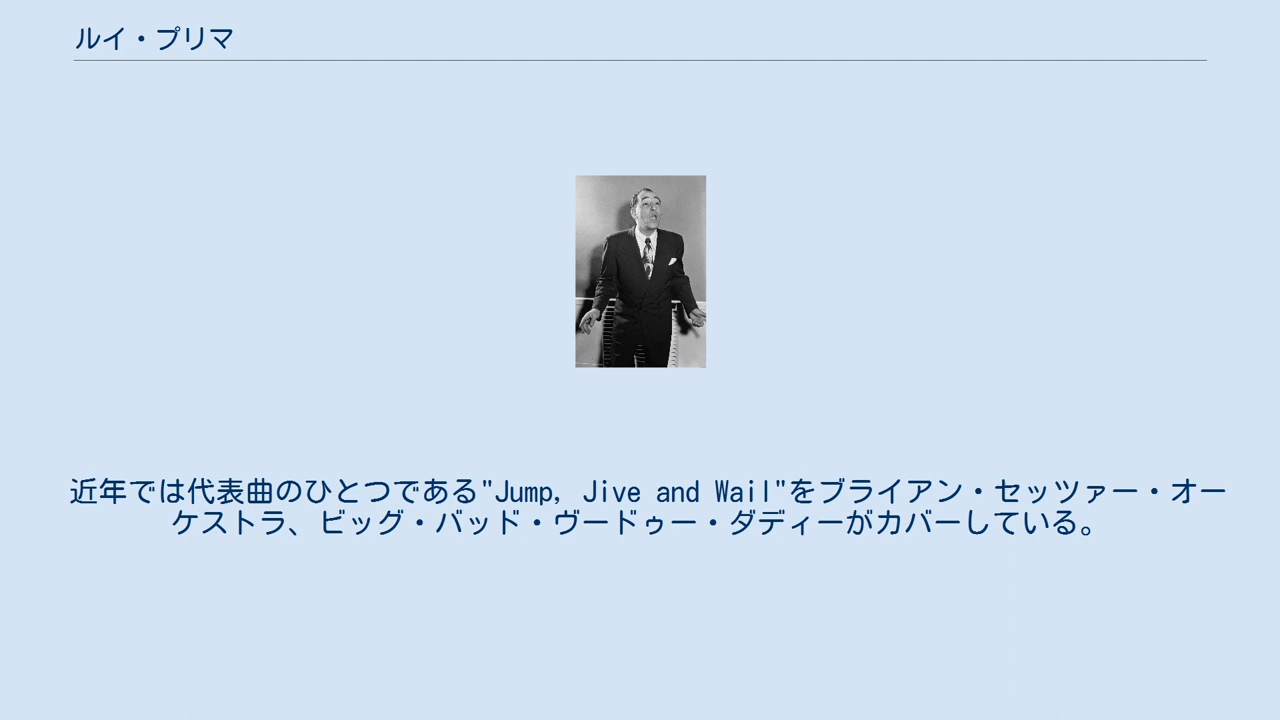 ルイ・プリマ
近年では代表曲のひとつである"Jump, Jive and Wail"をブライアン・セッツァー・オー
ケストラ、ビッグ・バッド・ヴードゥー・ダディーがカバーしている。